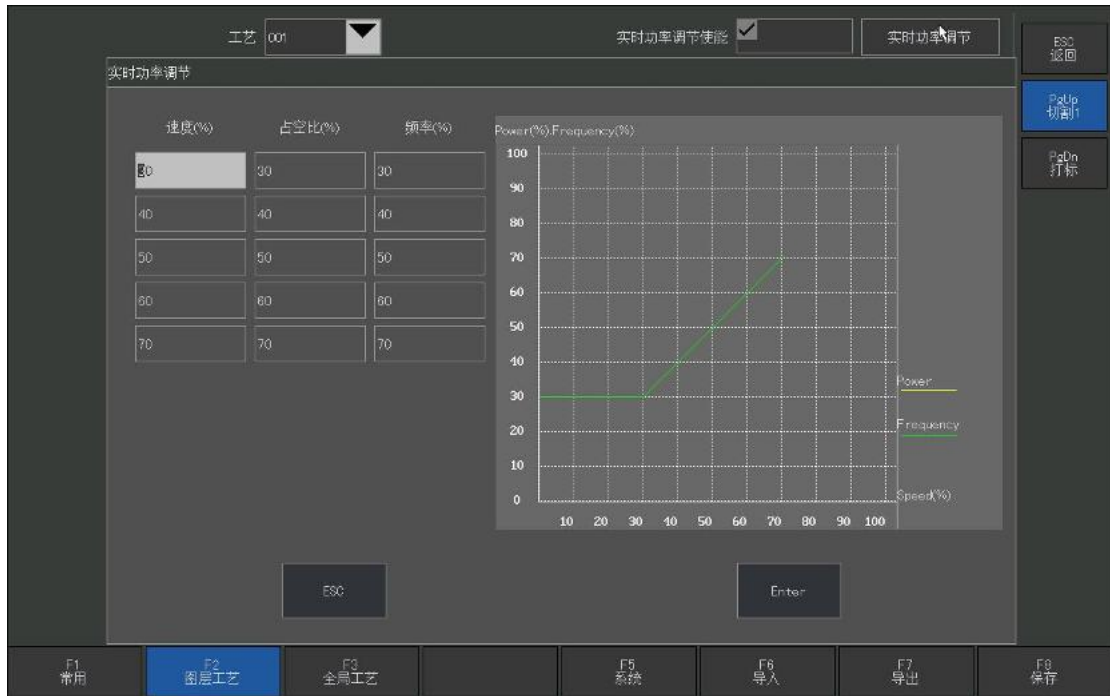 工艺 001 实时功率调节使能 实时功率调节
ESC
返回
实时功率调节
PgUp
切割1
速度(%) 占空比(%) 频率(%)
Power(%).Frequency(%)
PgDn
打标
30 30
40 40 40
50 50 50
60 60 60
70 70 70
100
90
80
70
60
50
40
30
20
10
0
Power
Frequency
Speed(%)
10 20 30 40 50 60 70 80 90 100
ESC Enter
F1
常用
F2
图层工艺
F3
全局工艺
F5
系统
F6
导入
F7
导出
F8
保存